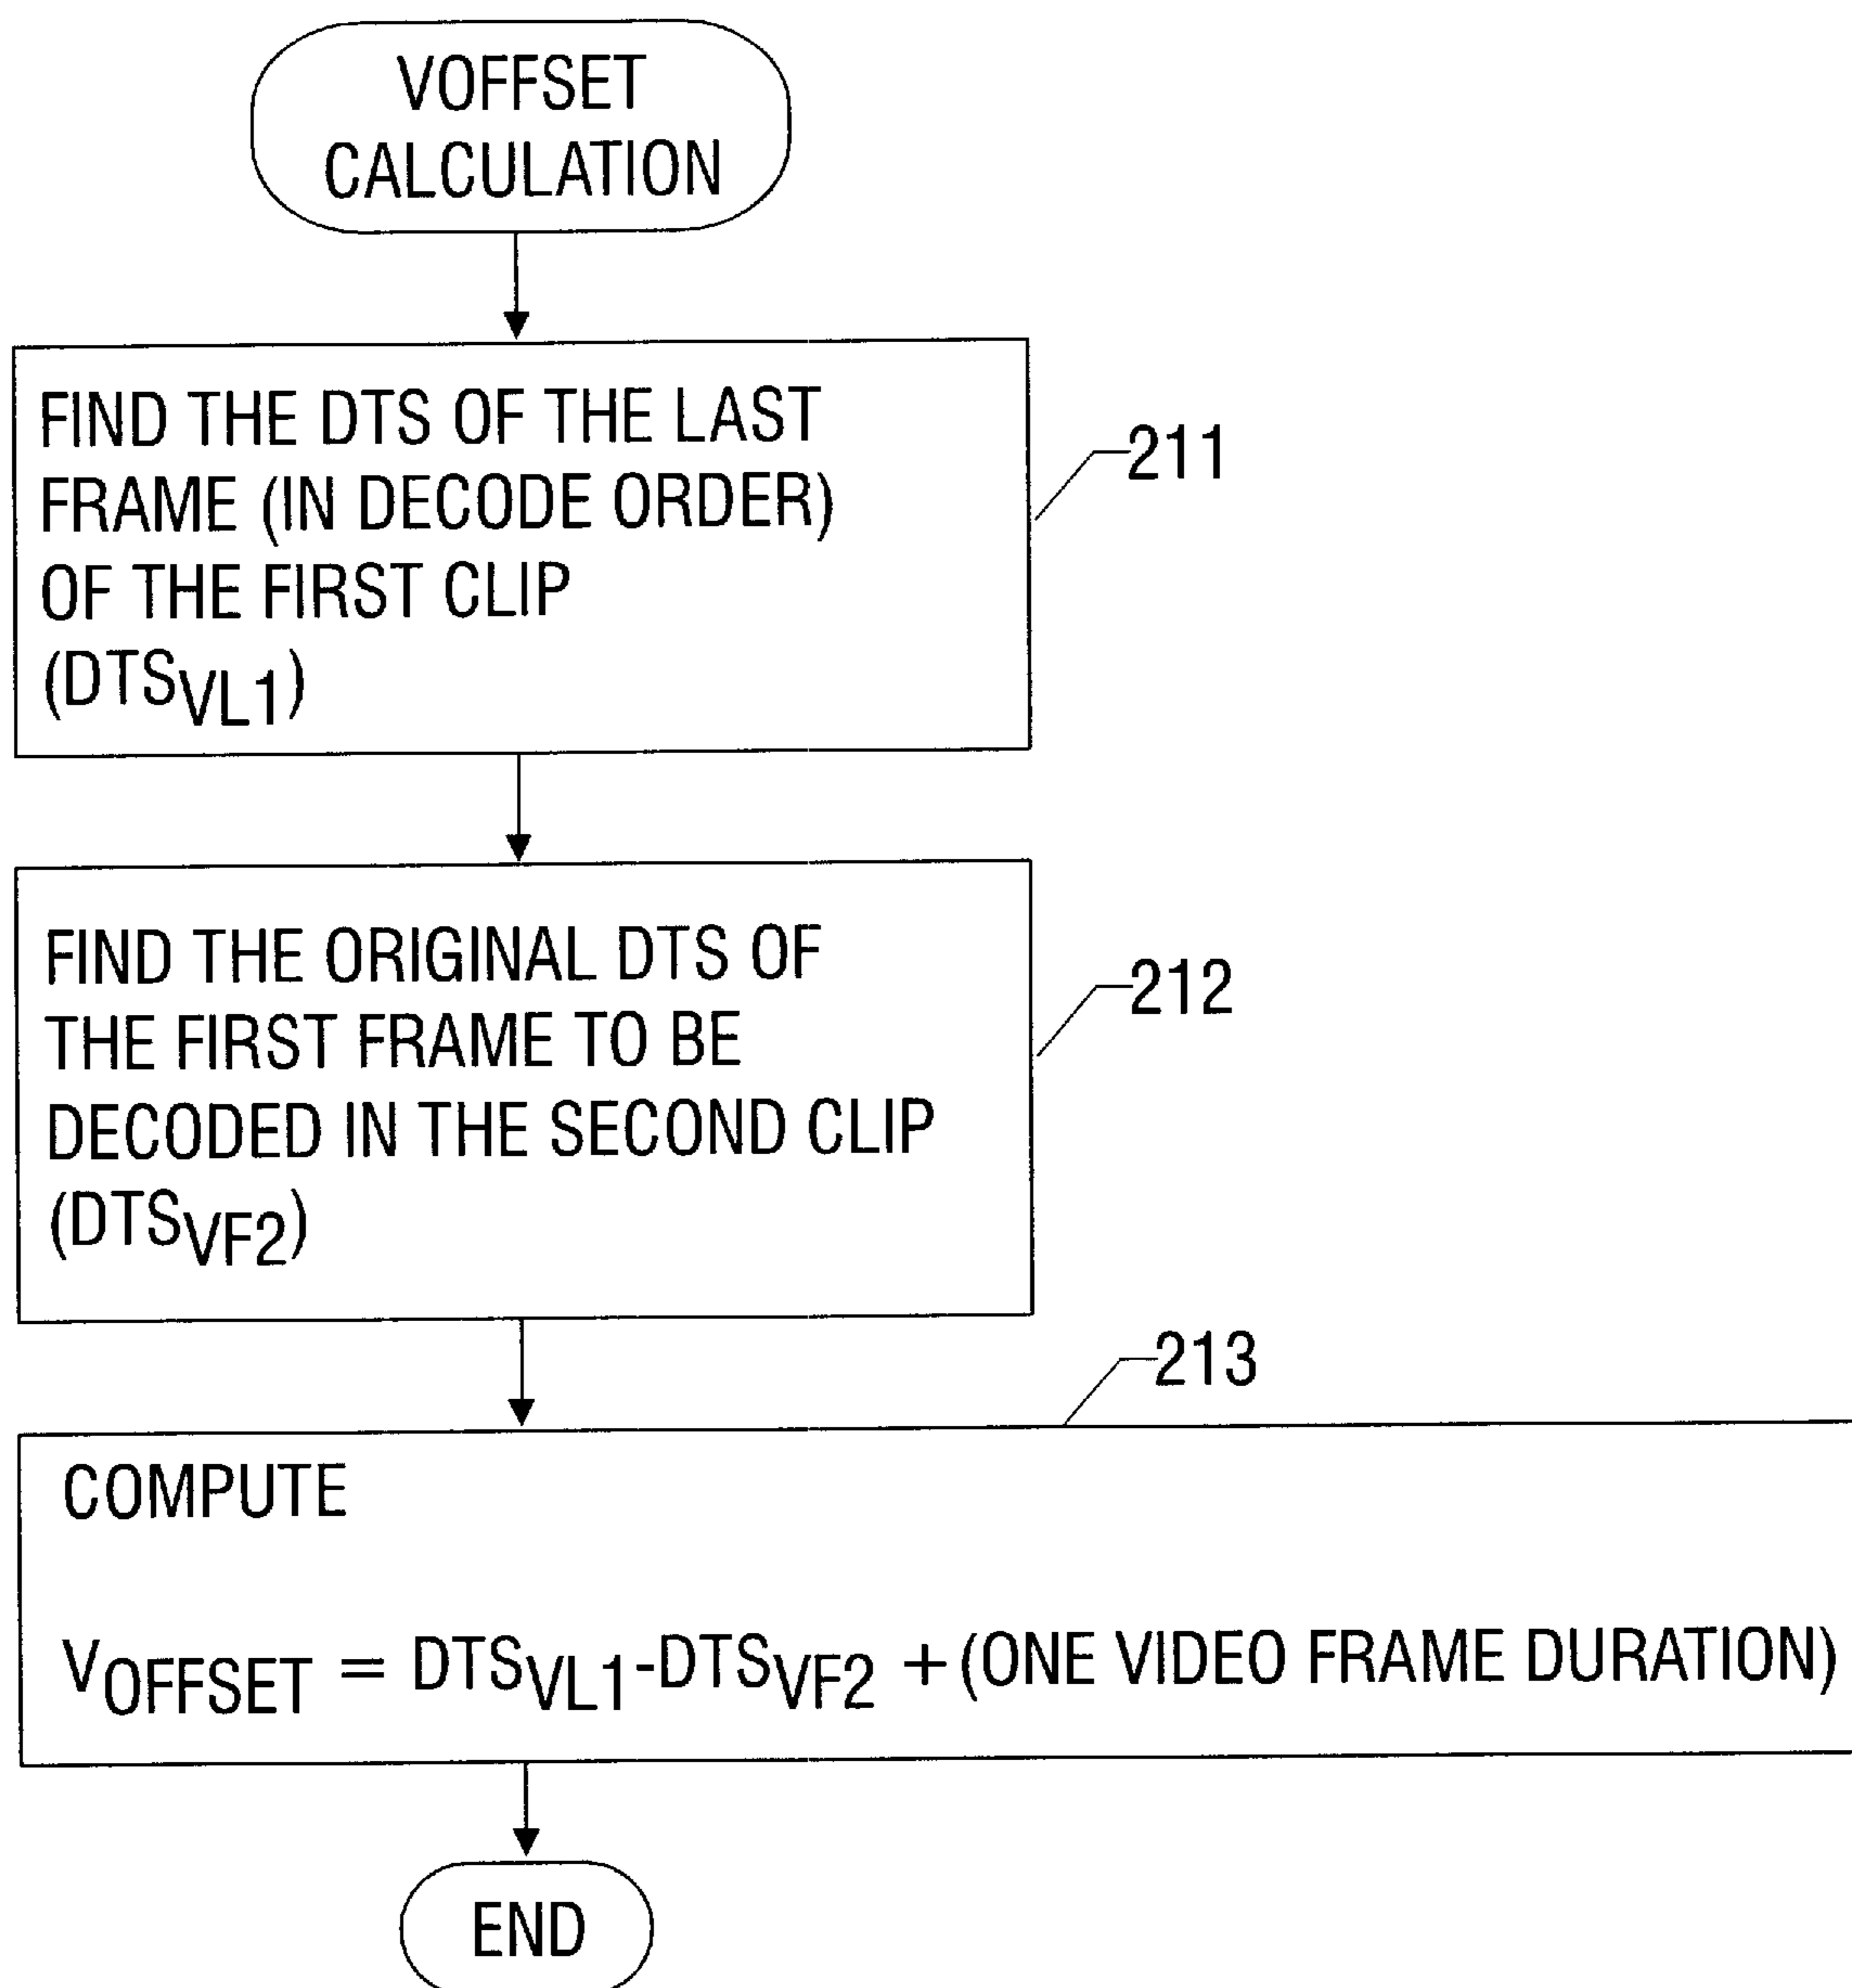 VOFFSET
CALCULATION
FIND THE DTS OF THE LAST
FRAME (IN DECODE ORDER)
OF THE FIRST CLIP
(DTSVL1)
211
FIND THE ORIGINAL DTS OF
THE FIRST FRAME TO BE
DECODED IN THE SECOND CLIP
(DTSVF2)
212
213
COMPUTE
VOFFSET = DTSVL1-DTSVF2 +(ONE VIDEO FRAME DURATION)
END